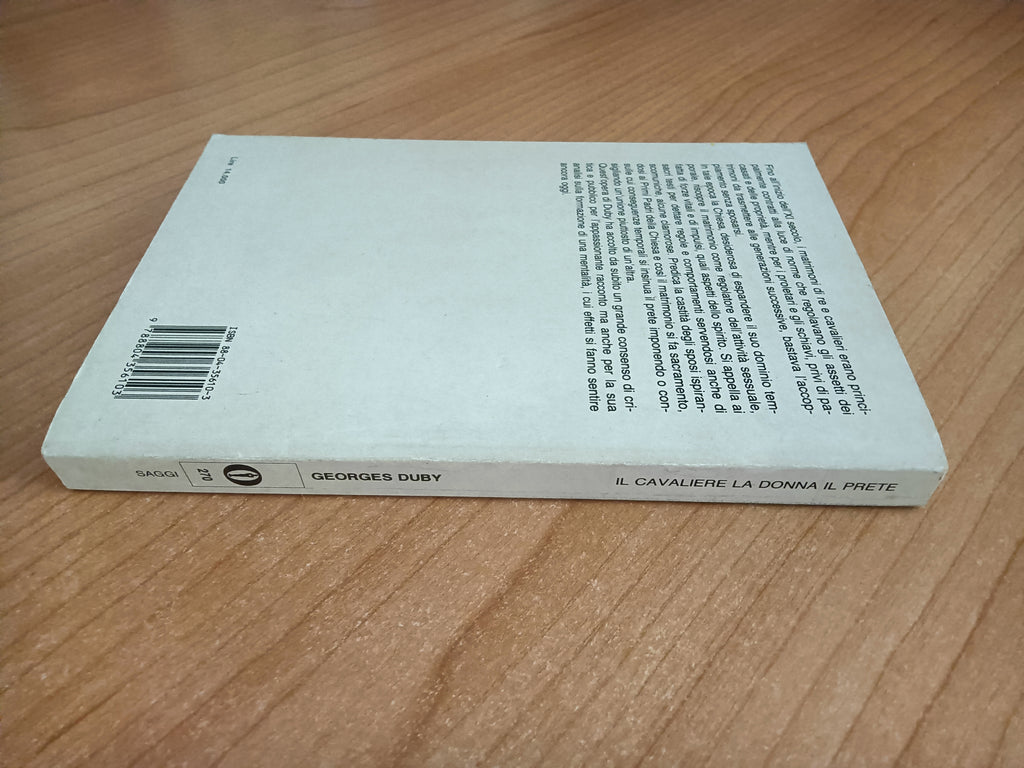 Fino all'inizio dell'XI secolo, i matrimoni di re e cavalieri erano princi-
palmente contratti alla luce di norme che regolavano gli assetti dei
casati e delle proprietà, mentre per i proletari e gli schiavi, privi di pa-
trimoni da trasmettere alle generazioni successive, bastava l'accop-
piamento senza sposarsi.
In tale epoca la Chiesa, desiderosa di espandere il suo dominio tem-
porale, riscopre il matrimonio come regolatore dell'attività sessuale,
fatta di forze vitali e di impulsi, quali aspetti dello spirito. Si appella ai
sacri testi per dettare regole e comportamenti servendosi anche di
scomuniche, alcune clamorose. Predica la castità degli sposi ispiran-
dosi ai Primi Padri della Chiesa e così il matrimonio si fa sacramento,
sulle cui conseguenze temporali si insinua il prete imponendo o con-
sigliando un'unione piuttosto di un'altra.
Quest'opera di Duby ha accolto da subito un grande consenso di cri-
tica e pubblico per l'appassionante racconto ma anche per la sua
analisi sulla formazione di una mentalità, i cui effetti si fanno sentire
ancora oggi.
Lire 14.000
ISBN 88-04-35610-3
9 788804 356103
SAGGI
270
GEORGES DUBY
IL CAVALIERE LA DONNA IL PRETE